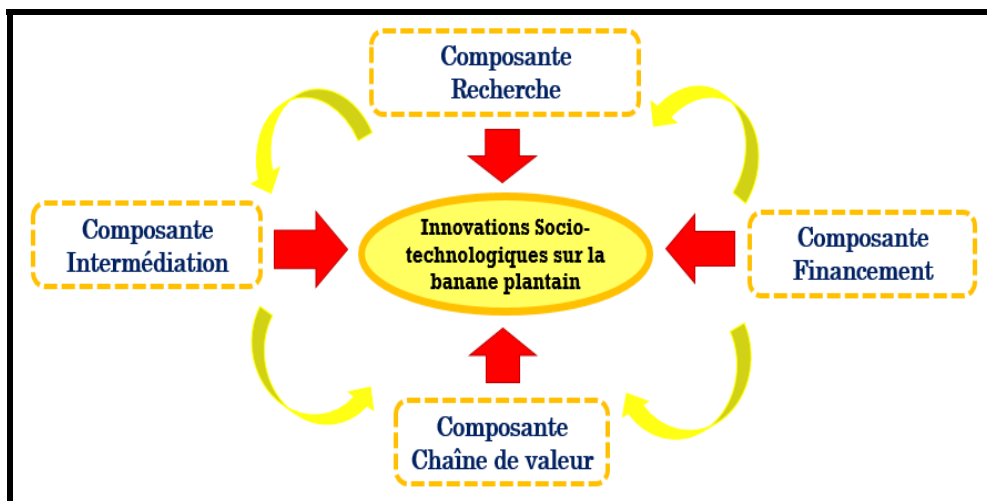 Composante
Recherche
Composante
Intermédiation
Innovations Socio-
technologiques sur la
banane plantain
Composante
Financement
Composante
Chaîne de valeur